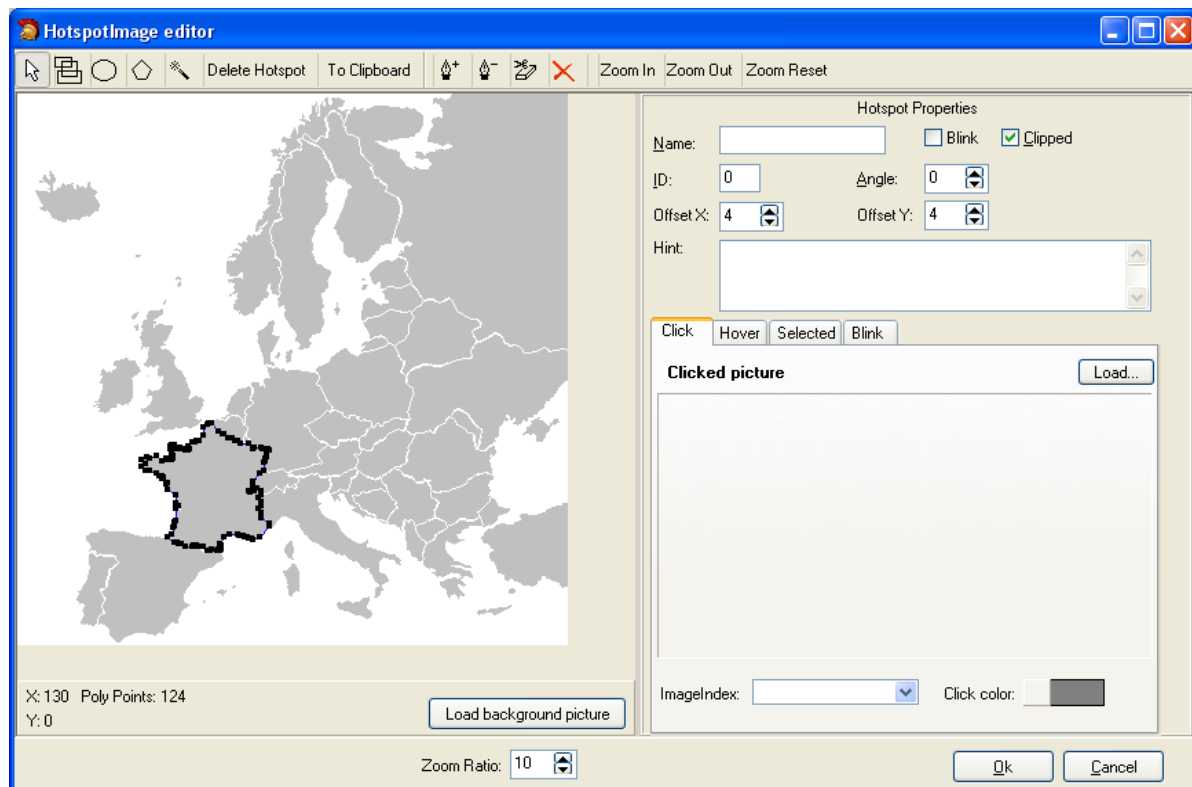 HotspotImage editor
Delete Hotspot To Clipboard Zoom In Zoom Out Zoom Reset
Hotspot Properties
Name: Blink Clipped
ID: 0 Angle: 0
Offset X: 4 Offset Y: 4
Hint:
Click Hover Selected Blink
Clicked picture Load...
ImageIndex: Click color:
X: 130 Poly Points: 124
Y: 0
Load background picture
Zoom Ratio: 10
Ok Cancel